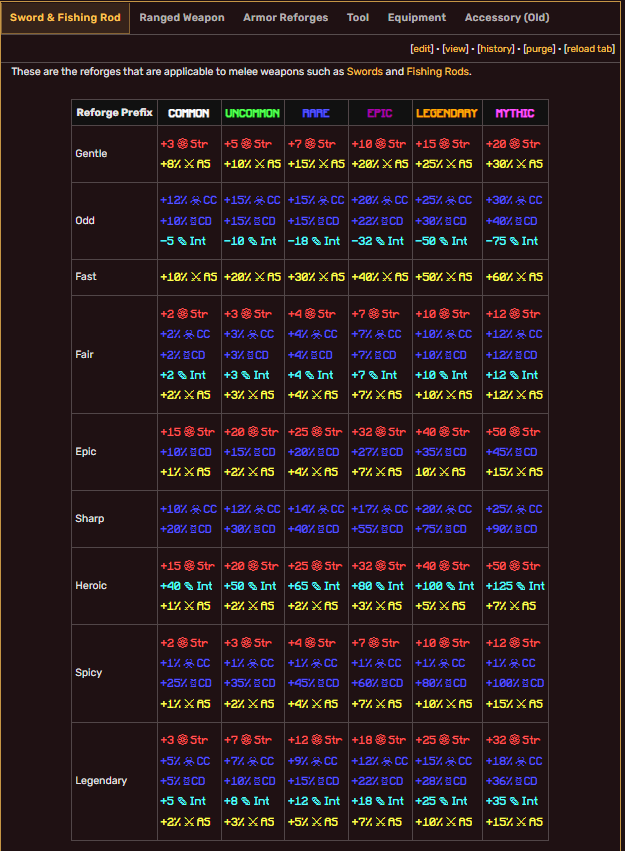 Sword & Fishing Rod Ranged Weapon Armor Reforges Tool Equipment Accessory (Old)
[edit] • [view] • [history] • [purge] • [reload tab]
These are the reforges that are applicable to melee weapons such as Swords and Fishing Rods.
Reforge Prefix COMMON UNCOMMON RARE EPIC LEGENDARY MYTHIC
Gentle
+3 Str +5 Str +7 Str +10 Str +15 Str +20 Str
+8% AS +10% AS +15% AS +20% AS +25% AS +30% AS
Odd
+12% CC +15% CC +15% CC +20% CC +25% CC +30% CC
+10% CD +15% CD +15% CD +22% CD +30% CD +40% CD
-5 Int -10 Int -18 Int -32 Int -50 Int -75 Int
Fast
+10% AS +20% AS +30% AS +40% AS +50% AS +60% AS
Fair
+2 Str +3 Str +4 Str +7 Str +10 Str +12 Str
+2% CC +3% CC +4% CC +7% CC +10% CC +12% CC
+2% CD +3% CD +4% CD +7% CD +10% CD +12% CD
+2 Int +3 Int +4 Int +7 Int +10 Int +12 Int
+2% AS +3% AS +4% AS +7% AS +10% AS +12% AS
Epic
+15 Str +20 Str +25 Str +32 Str +40 Str +50 Str
+10% CD +15% CD +20% CD +27% CD +35% CD +45% CD
+1% AS +2% AS +4% AS +7% AS 10% AS +15% AS
Sharp
+10% CC +12% CC +14% CC +17% CC +20% CC +25% CC
+20% CD +30% CD +40% CD +55% CD +75% CD +90% CD
Heroic
+15 Str +20 Str +25 Str +32 Str +40 Str +50 Str
+40 Int +50 Int +65 Int +80 Int +100 Int +125 Int
+1% AS +2% AS +2% AS +3% AS +5% AS +7% AS
Spicy
+2 Str +3 Str +4 Str +7 Str +10 Str +12 Str
+1% CC +1% CC +1% CC +1% CC +1% CC +1% CC
+25% CD +35% CD +45% CD +60% CD +80% CD +100% CD
+1% AS +2% AS +4% AS +7% AS +10% AS +15% AS
Legendary
+3 Str +7 Str +12 Str +18 Str +25 Str +32 Str
+5% CC +7% CC +9% CC +12% CC +15% CC +18% CC
+5% CD +10% CD +15% CD +22% CD +28% CD +36% CD
+5 Int +8 Int +12 Int +18 Int +25 Int +35 Int
+2% AS +3% AS +5% AS +7% AS +10% AS +15% AS